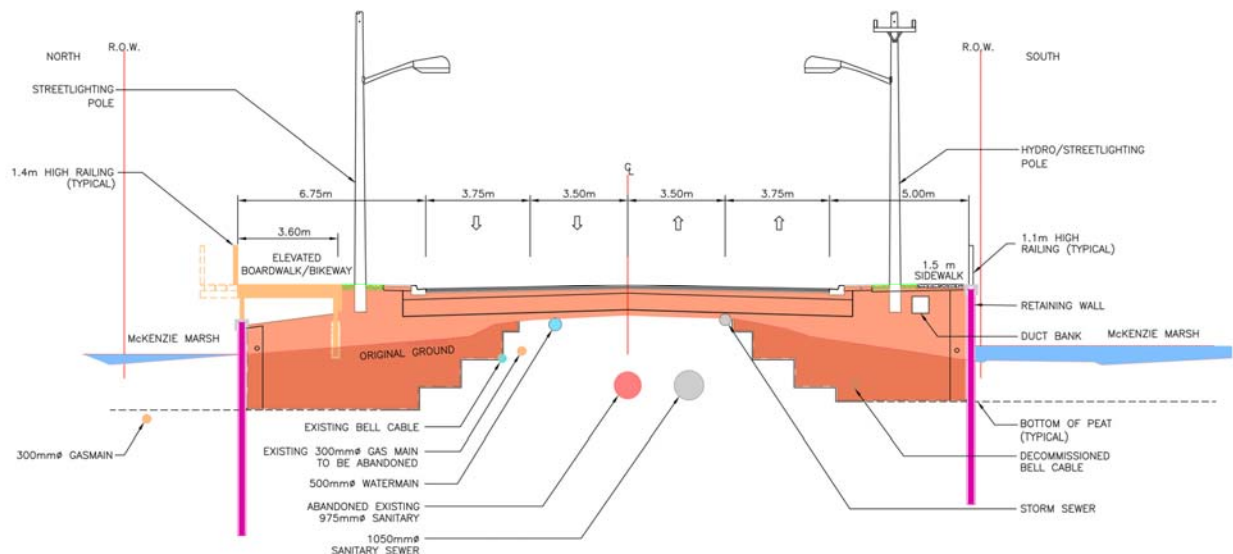 NORTH
R.O.W.
R.O.W.
SOUTH
STREETLIGHTING
POLE
HYDRO/STREETLIGHTING
POLE
1.4m HIGH RAILING
(TYPICAL)
℄
6.75m
3.75m
3.50m
3.50m
3.75m
5.00m
3.60m
ELEVATED
BOARDWALK/BIKEWAY
1.5 m
SIDEWALK
1.1m HIGH
RAILING (TYPICAL)
RETAINING WALL
McKENZIE MARSH
DUCT BANK
McKENZIE MARSH
ORIGINAL GROUND
EXISTING BELL CABLE
EXISTING 300mmø GAS MAIN
TO BE ABANDONED
500mmø WATERMAIN
ABANDONED EXISTING
975mmø SANITARY
1050mmø
SANITARY SEWER
300mmø GASMAIN
BOTTOM OF PEAT
(TYPICAL)
DECOMMISSIONED
BELL CABLE
STORM SEWER